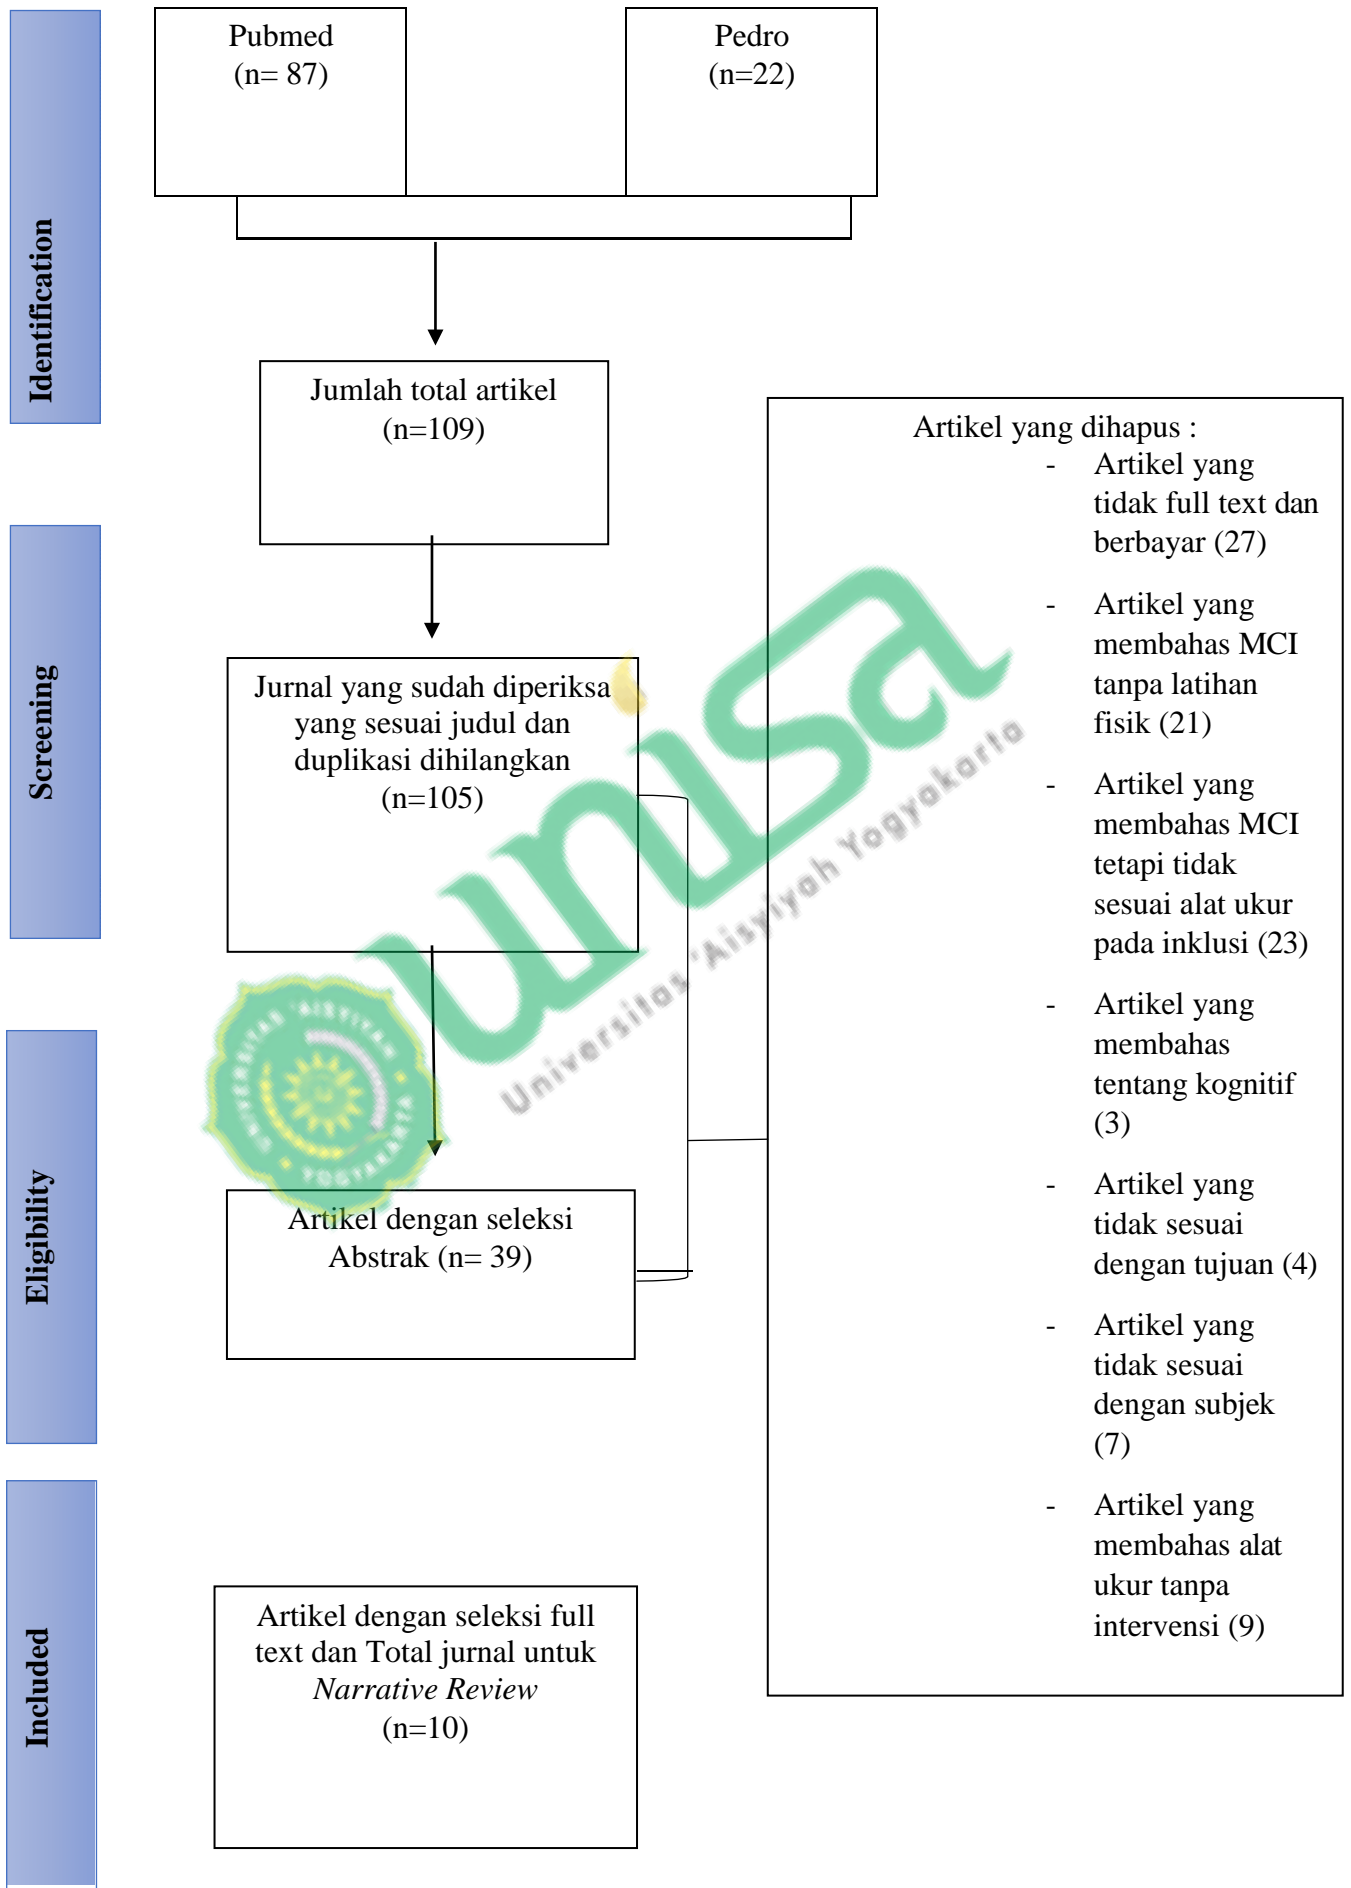 Identification
Pubmed
(n= 87)
Pedro
(n=22)
Jumlah total artikel
(n=109)
Screening
Jurnal yang sudah diperiksa
yang sesuai judul dan
duplikasi dihilangkan
(n=105)
Eligibility
Artikel dengan seleksi
Abstrak (n= 39)
Included
Artikel dengan seleksi full
text dan Total jurnal untuk
Narrative Review
(n=10)
Artikel yang dihapus :
- Artikel yang
tidak full text dan
berbayar (27)
- Artikel yang
membahas MCI
tanpa latihan
fisik (21)
- Artikel yang
membahas MCI
tetapi tidak
sesuai alat ukur
pada inklusi (23)
- Artikel yang
membahas
tentang kognitif
(3)
- Artikel yang
tidak sesuai
dengan tujuan (4)
- Artikel yang
tidak sesuai
dengan subjek
(7)
- Artikel yang
membahas alat
ukur tanpa
intervensi (9)
unisa
Universitas 'Aisyiyah Yogyakarta
UNIVERSITAS 'AISYIYAH
YOGYAKARTA